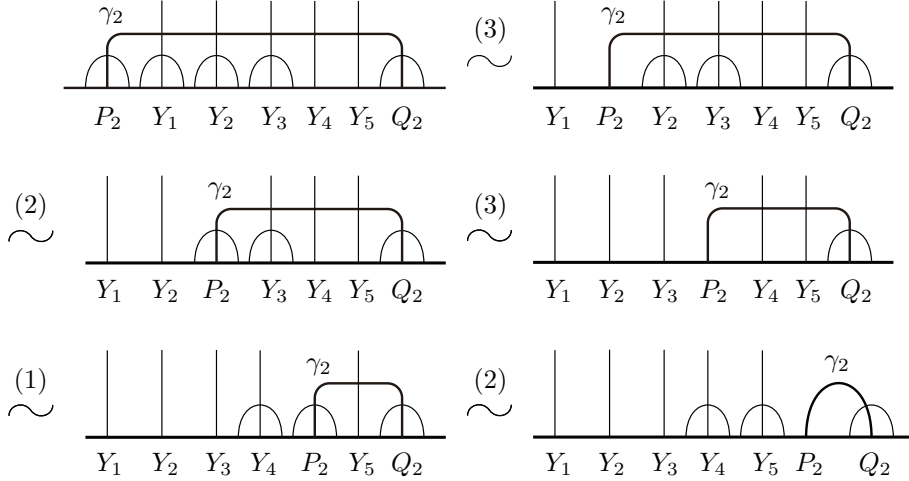 γ₂ (3) γ₂
P₂ Y₁ Y₂ Y₃ Y₄ Y₅ Q₂ Y₁ P₂ Y₂ Y₃ Y₄ Y₅ Q₂
(2) γ₂ (3) γ₂
Y₁ Y₂ P₂ Y₃ Y₄ Y₅ Q₂ Y₁ Y₂ Y₃ P₂ Y₄ Y₅ Q₂
(1) γ₂ (2) γ₂
Y₁ Y₂ Y₃ Y₄ P₂ Y₅ Q₂ Y₁ Y₂ Y₃ Y₄ Y₅ P₂ Q₂